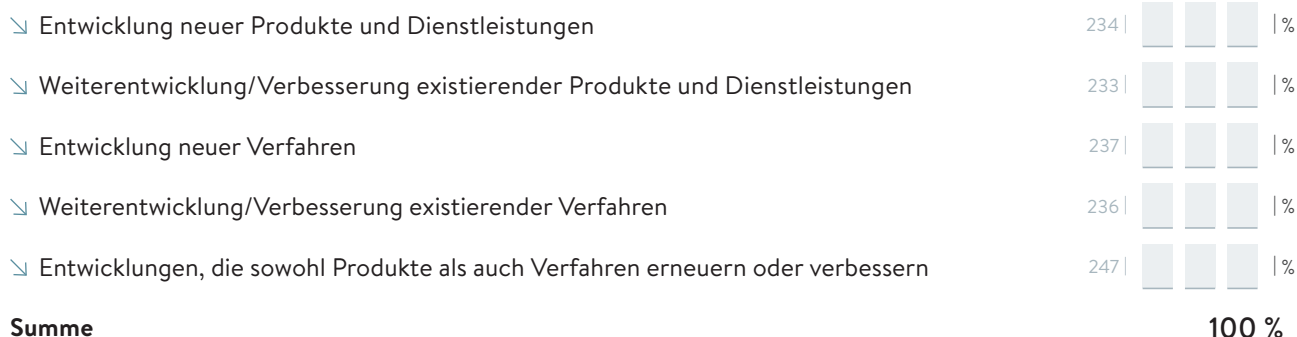 ↘ Entwicklung neuer Produkte und Dienstleistungen 234 | | %
↘ Weiterentwicklung/Verbesserung existierender Produkte und Dienstleistungen 233 | | %
↘ Entwicklung neuer Verfahren 237 | | %
↘ Weiterentwicklung/Verbesserung existierender Verfahren 236 | | %
↘ Entwicklungen, die sowohl Produkte als auch Verfahren erneuern oder verbessern 247 | | %
Summe 100 %